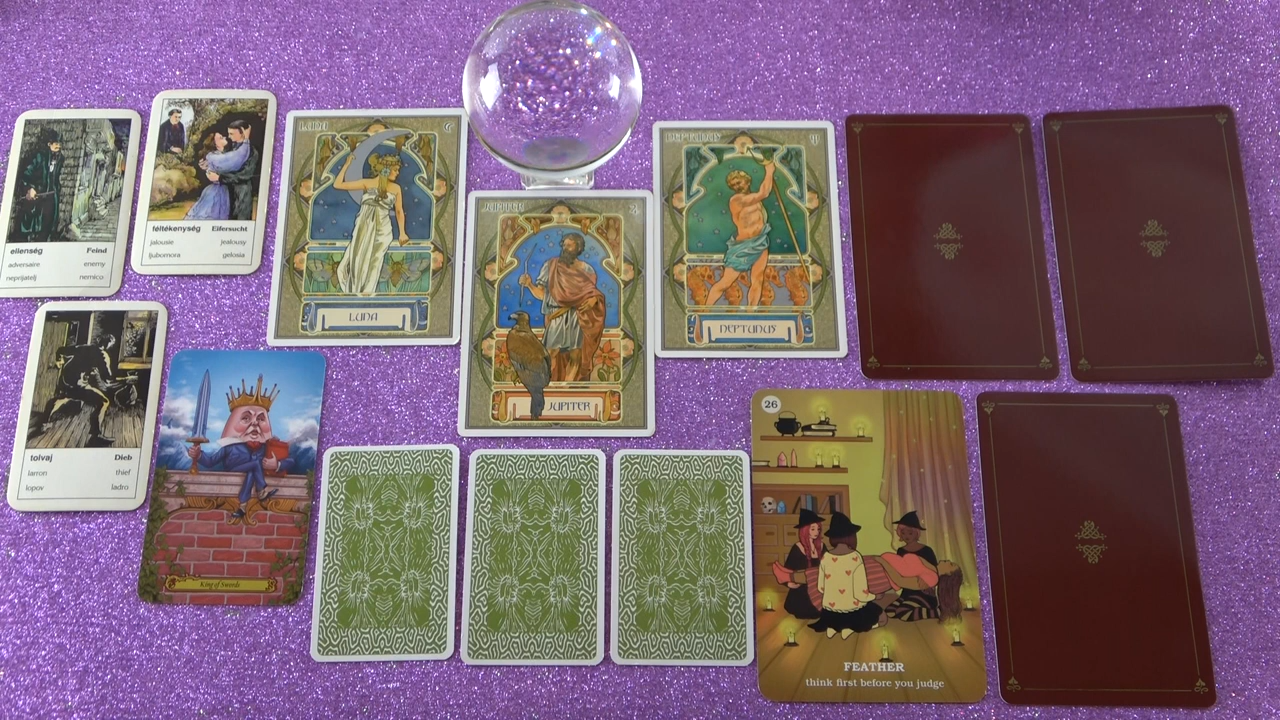 ellenség Feind
adversaire enemy
neprijatelj nemico
féltékenység Eifersucht
jalousie jealousy
ljubomora gelosia
tolvaj Dieb
larron thief
lopov ladro
King of Swords
LUNA
LUNA
JUPITER
JUPITER
NEPTUNUS
NEPTUNUS
26
FEATHER
think first before you judge